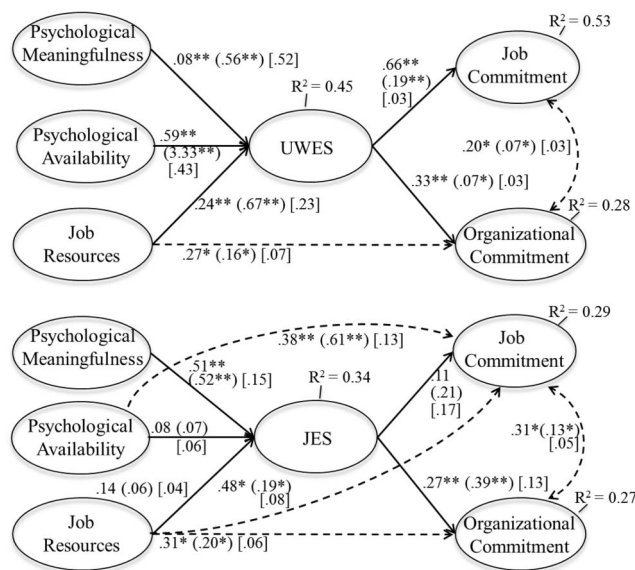 Psychological
Meaningfulness
.08** (.56**) [.52]
R² = 0.45
.66**
(.19**)
[.03]
Job
Commitment
R² = 0.53
Psychological
Availability
.59**
(3.33**)
[.43]
UWES
.20* (.07*) [.03]
.33** (.07*) [.03]
.24** (.67**) [.23]
Job
Resources
.27* (.16*) [.07]
Organizational
Commitment
R² = 0.28
Psychological
Meaningfulness
.51**
(.52**) [.15]
.38** (.61**) [.13]
R² = 0.34
.11
(.21)
[.17]
Job
Commitment
R² = 0.29
Psychological
Availability
.08 (.07)
[.06]
JES
.31*(.13*)
[.05]
.14 (.06) [.04]
.48* (.19*)
[.08]
.27** (.39**) [.13]
Job
Resources
.31* (.20*) [.06]
Organizational
Commitment
R² = 0.27